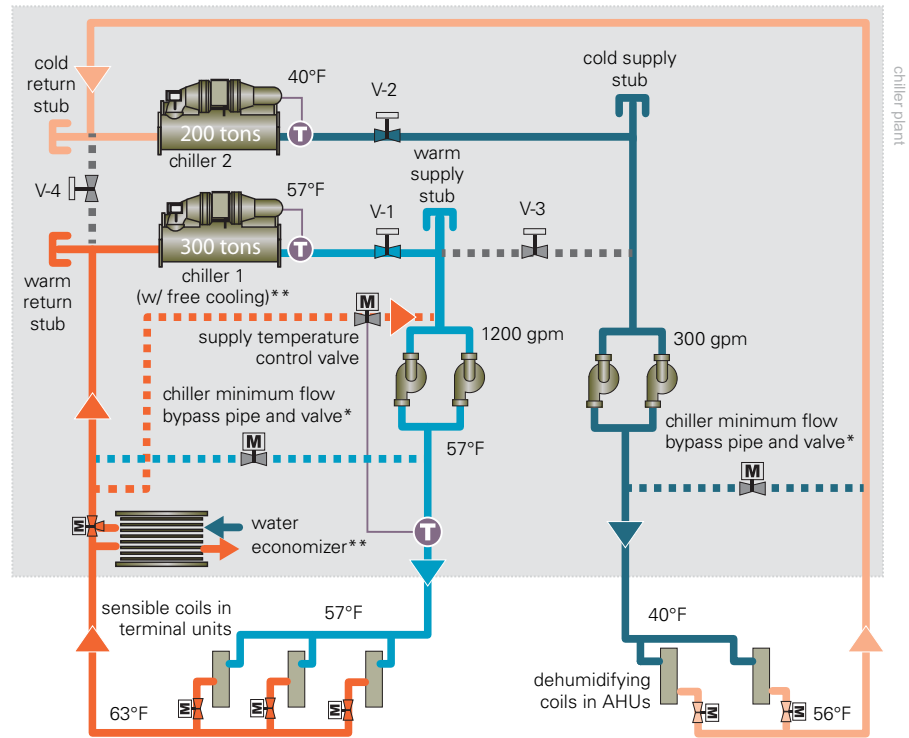 cold
return
stub
40°F
V-2
cold supply
stub
chiller plant
200 tons
T
chiller 2
warm
supply
stub
V-4
57°F
V-1
V-3
300 tons
T
warm
return
stub
chiller 1
(w/ free cooling)**
M
supply temperature
control valve
1200 gpm
300 gpm
chiller minimum flow
bypass pipe and valve*
M
57°F
chiller minimum flow
bypass pipe and valve*
M
M
water
economizer**
T
sensible coils in
terminal units
57°F
40°F
dehumidifying
coils in AHUs
63°F
M
M
M
M
M
56°F